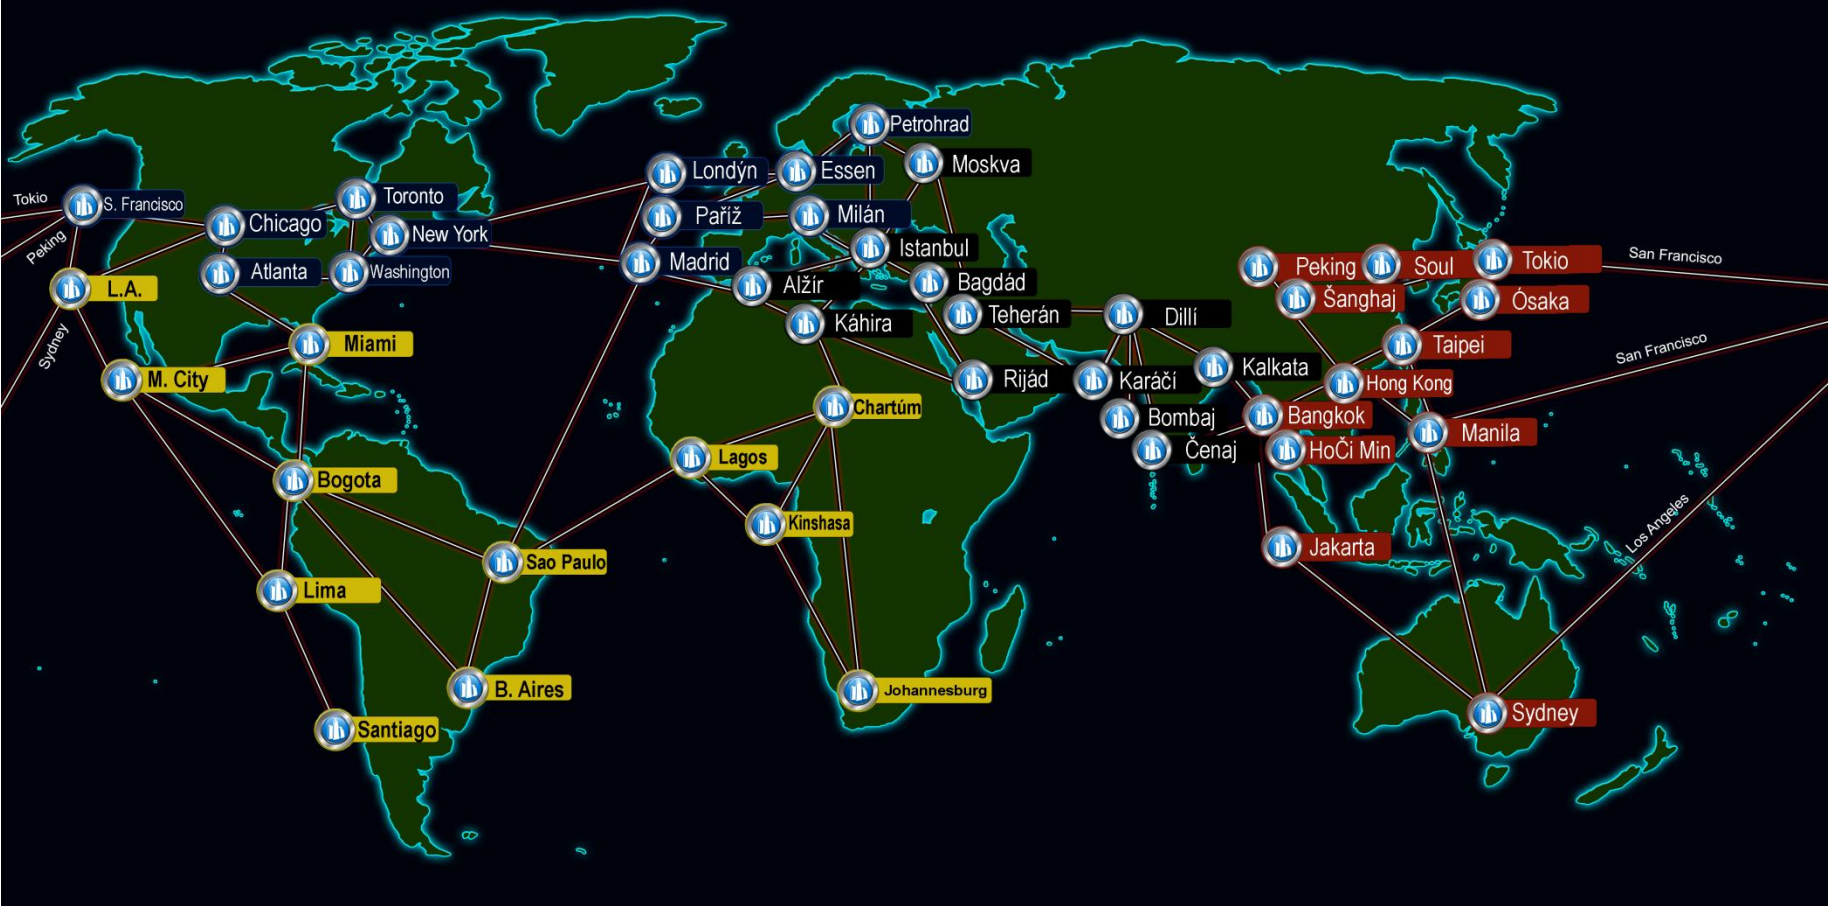 Petrohrad
Londýn
Essen
Moskva
Tokio
S. Francisco
Toronto
Paříž
Milán
Chicago
New York
Peking
Istanbul
Madrid
Atlanta
Washington
L.A.
Alžír
Bagdád
Peking
Soul
Tokio
San Francisco
Káhira
Teherán
Dillí
Šanghaj
Ósaka
Sydney
Miami
Taipei
San Francisco
M. City
Rijád
Karáčí
Kalkata
Hong Kong
Chartúm
Bombaj
Bangkok
Manila
Lagos
Čenaj
HoČi Min
Bogota
Kinshasa
Los Angeles
Jakarta
Sao Paulo
Lima
B. Aires
Johannesburg
Sydney
Santiago